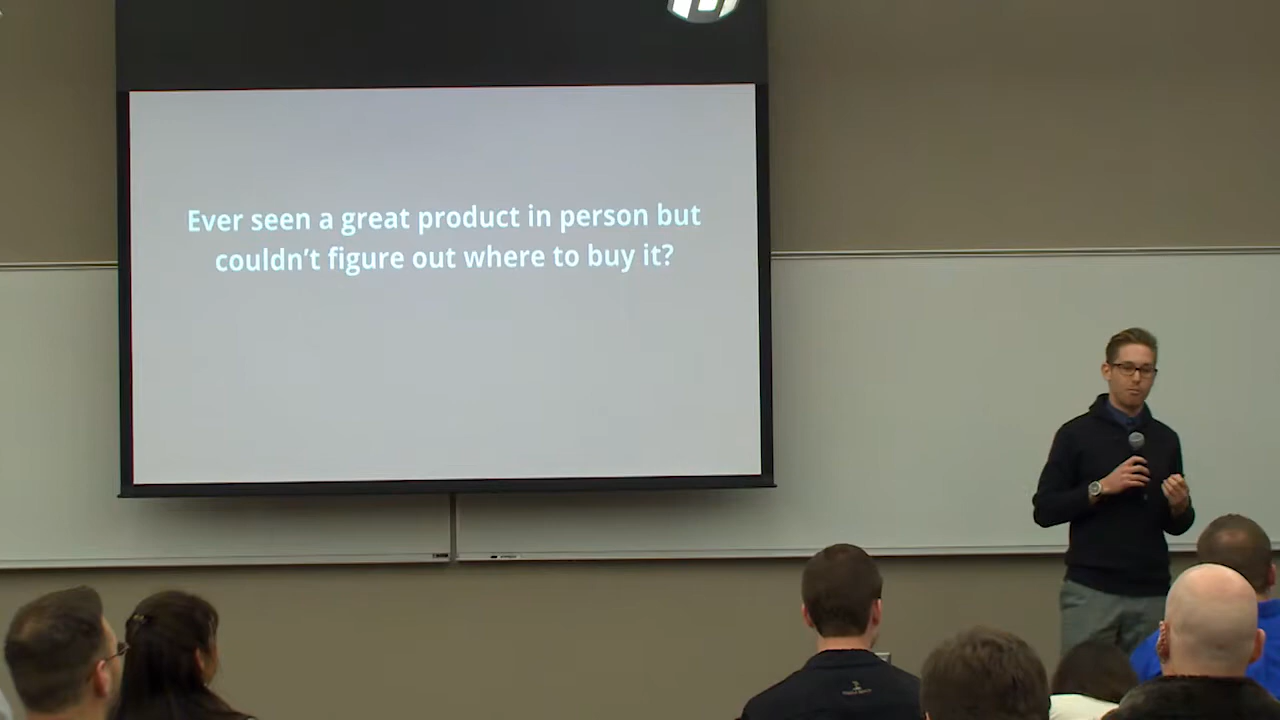 Ever seen a great product in person but
couldn't figure out where to buy it?